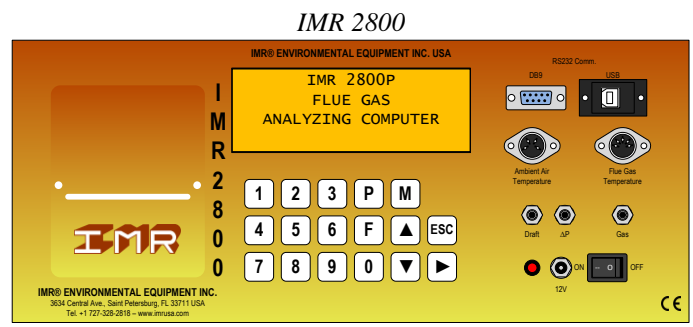 IMR 2800
IMR® ENVIRONMENTAL EQUIPMENT INC. USA
RS232 Comm.
DB9 USB
IMR 2800P
FLUE GAS
ANALYZING COMPUTER
I
M
R
2
8
0
0
Ambient Air
Temperature
Flue Gas
Temperature
1 2 3 P M
4 5 6 F ▲ ESC
7 8 9 0 ▼ ►
Draft ΔP Gas
ON -- O OFF
12V
IMR
IMR® ENVIRONMENTAL EQUIPMENT INC.
3634 Central Ave., Saint Petersburg, FL 33711 USA
Tel. +1 727-328-2818 – www.imrusa.com
CE